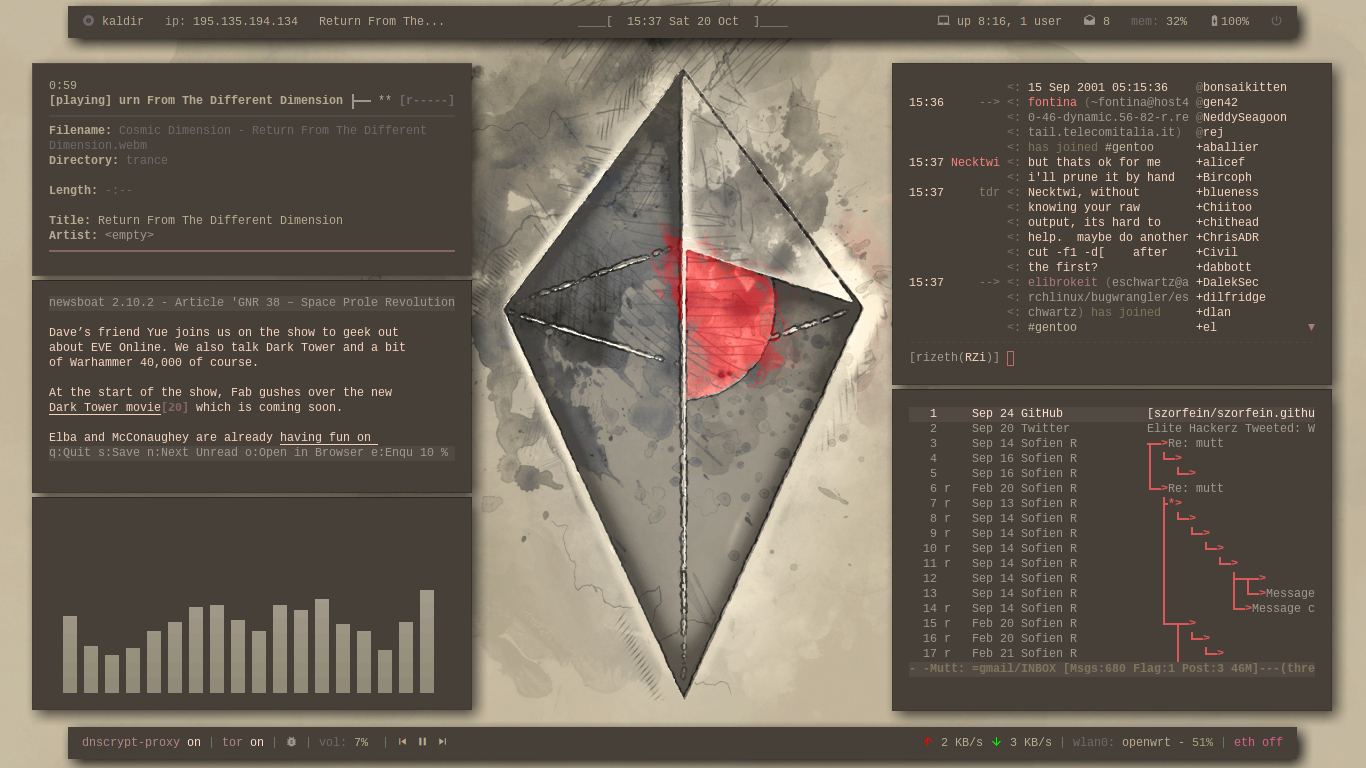 kaldir ip: 195.135.194.134 Return From The...
____[ 15:37 Sat 20 Oct ]____
up 8:16, 1 user 8 mem: 32% 100%
0:59
[playing] urn From The Different Dimension ├── ** [r-----]
Filename: Cosmic Dimension - Return From The Different
Dimension.webm
Directory: trance
Length: -:--
Title: Return From The Different Dimension
Artist: <empty>
newsboat 2.10.2 - Article 'GNR 38 – Space Prole Revolution
Dave’s friend Yue joins us on the show to geek out
about EVE Online. We also talk Dark Tower and a bit
of Warhammer 40,000 of course.
At the start of the show, Fab gushes over the new
Dark Tower movie[20] which is coming soon.
Elba and McConaughey are already having fun on
q:Quit s:Save n:Next Unread o:Open in Browser e:Enqu 10 %
<: 15 Sep 2001 05:15:36 @bonsaikitten
15:36 --> <: fontina (~fontina@host4 @gen42
<: 0-46-dynamic.56-82-r.re @NeddySeagoon
<: tail.telecomitalia.it) @rej
<: has joined #gentoo +aballier
15:37 Necktwi <: but thats ok for me +alicef
<: i'll prune it by hand +Bircoph
15:37 tdr <: Necktwi, without +blueness
<: knowing your raw +Chiitoo
<: output, its hard to +chithead
<: help. maybe do another +ChrisADR
<: cut -f1 -d[ after +Civil
<: the first? +dabbott
15:37 --> <: elibrokeit (eschwartz@a +DalekSec
<: rchlinux/bugwrangler/es +dilfridge
<: chwartz) has joined +dlan
<: #gentoo +el ▼
[rizeth(RZi)]
1 Sep 24 GitHub [szorfein/szorfein.githu
2 Sep 20 Twitter Elite Hackerz Tweeted: W
3 Sep 14 Sofien R ┬─>Re: mutt
4 Sep 16 Sofien R └─>
5 Sep 16 Sofien R └─>
6 r Feb 20 Sofien R └─>Re: mutt
7 r Sep 13 Sofien R ├*>
8 r Sep 14 Sofien R └─>
9 r Sep 14 Sofien R └─>
10 r Sep 14 Sofien R └─>
11 r Sep 14 Sofien R └─>
12 Sep 14 Sofien R ├─┬─>
13 Sep 14 Sofien R │ └─>Message
14 r Sep 14 Sofien R └─>Message c
15 r Feb 20 Sofien R └─┬─>
16 r Feb 20 Sofien R │ └─>
17 r Feb 21 Sofien R │ └─>
- -Mutt: =gmail/INBOX [Msgs:680 Flag:1 Post:3 46M]---(thre
dnscrypt-proxy on | tor on | | vol: 7% |
2 KB/s 3 KB/s | wlan0: openwrt - 51% | eth off